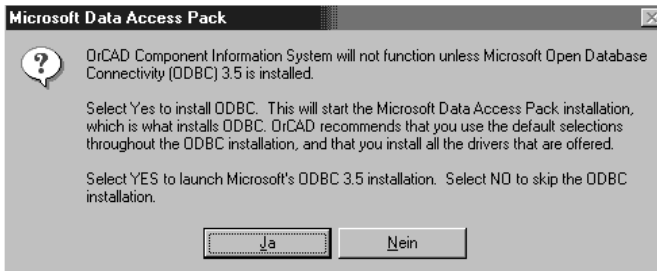 Microsoft Data Access Pack
OrCAD Component Information System will not function unless Microsoft Open Database
Connectivity (ODBC) 3.5 is installed.
Select Yes to install ODBC.  This will start the Microsoft Data Access Pack installation,
which is what installs ODBC. OrCAD recommends that you use the default selections
throughout the ODBC installation, and that you install all the drivers that are offered.
Select YES to launch Microsoft's ODBC 3.5 installation.  Select NO to skip the ODBC
installation.
Ja
Nein